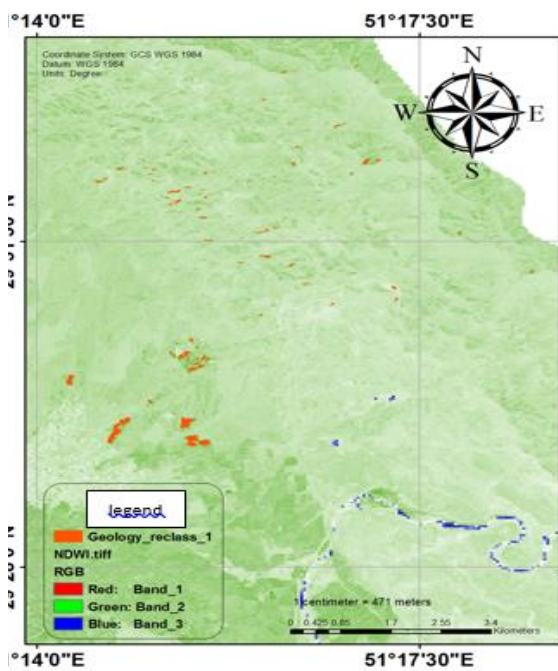 °14'0"E 51°17'30"E
Coordinate System: GCS WGS 1984
Datum: WGS 1984
Units: Degree
N
W E
S
legend
Geology_reclass_1
NDWI.tiff
RGB
Red: Band_1
Green: Band_2
Blue: Band_3
1 centimeter = 471 meters
0 0.425 0.85 1.7 2.55 3.4
Kilometers
°14'0"E 51°17'30"E